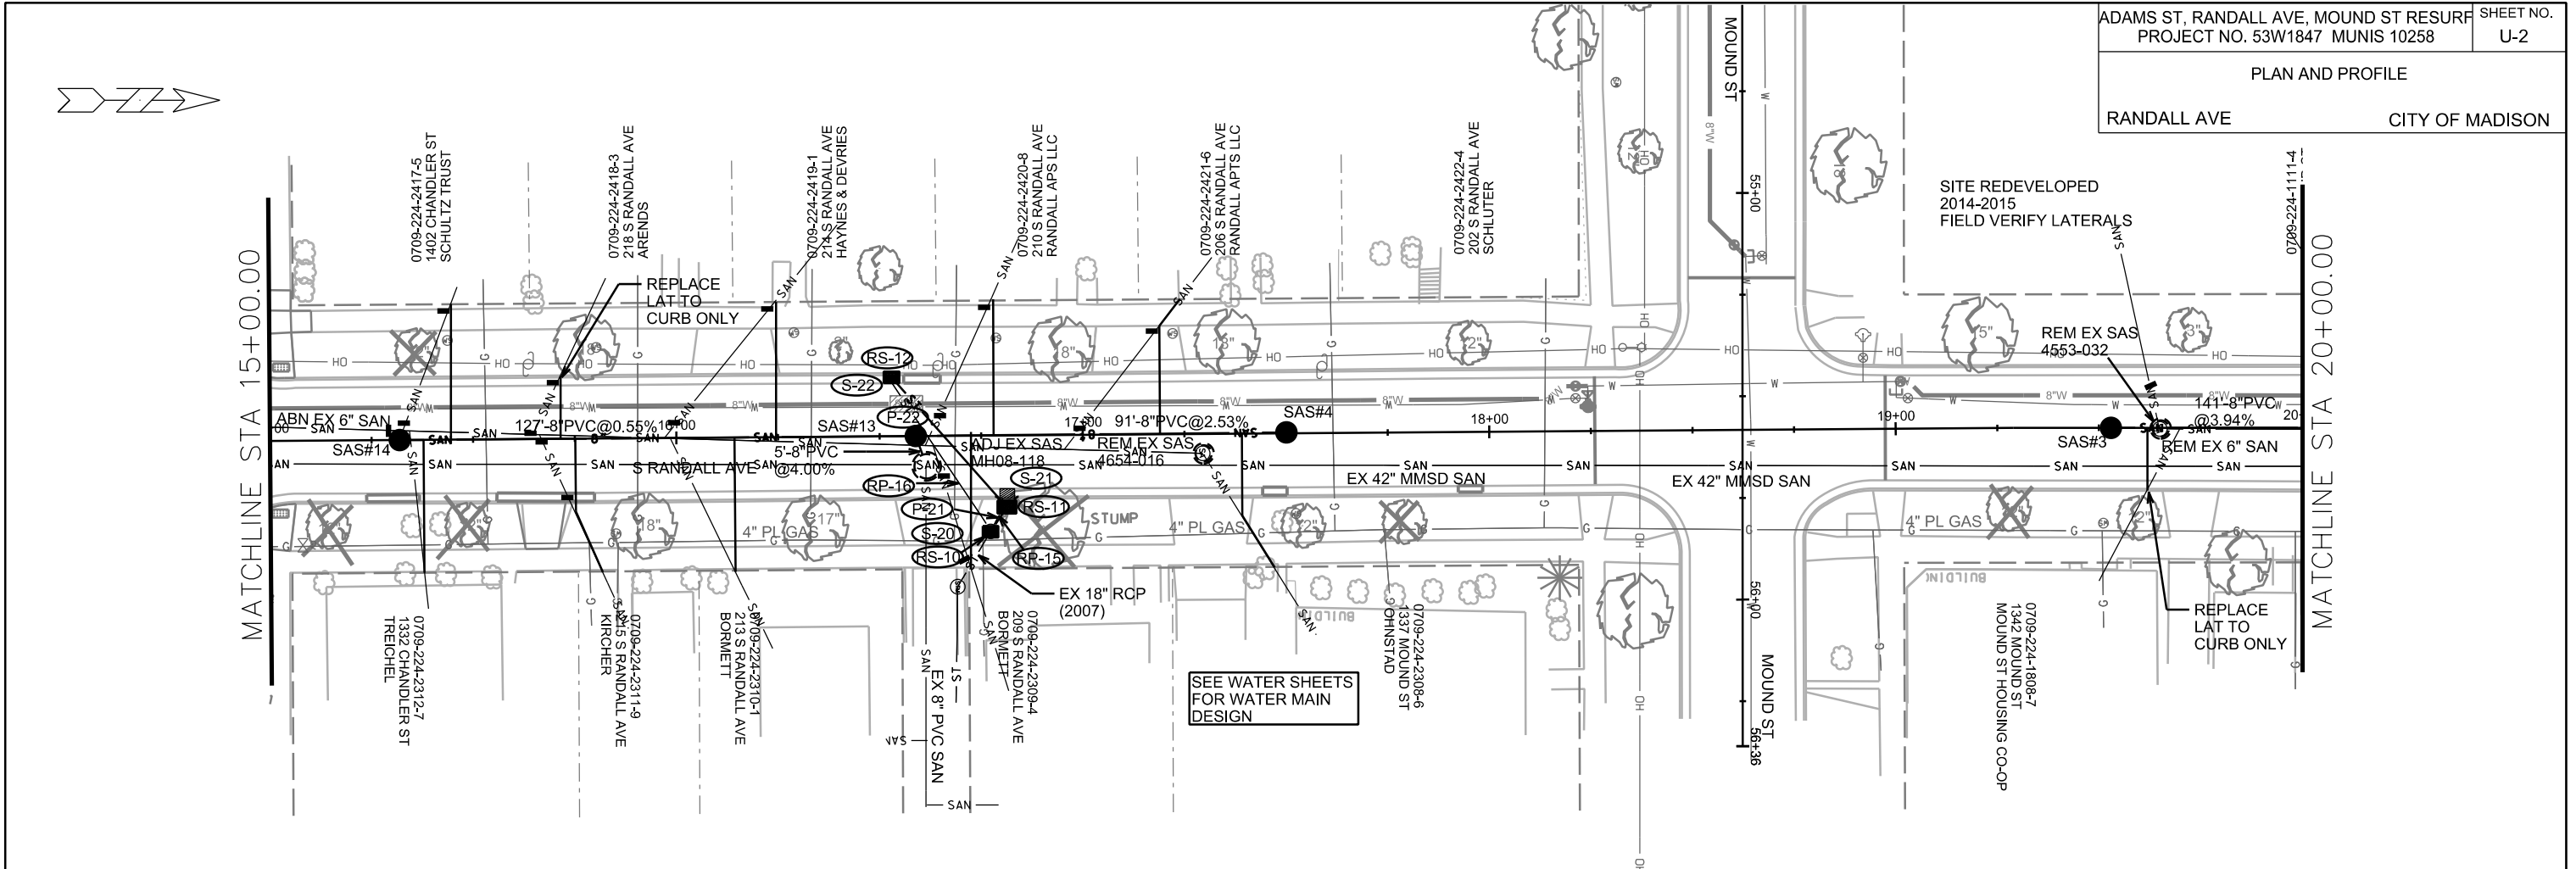 ADAMS ST, RANDALL AVE, MOUND ST RESURF
PROJECT NO. 53W1847 MUNIS 10258
SHEET NO.
U-2
PLAN AND PROFILE
RANDALL AVE
CITY OF MADISON
MATCHLINE STA 15+00.00
0709-224-2417-5
1402 CHANDLER ST
SCHULTZ TRUST
0709-224-2418-3
218 S RANDALL AVE
ARENDS
0709-224-2419-1
214 S RANDALL AVE
HAYNES & DEVRIES
0709-224-2420-8
210 S RANDALL AVE
RANDALL APS LLC
0709-224-2421-6
206 S RANDALL AVE
RANDALL APTS LLC
0709-224-2422-4
202 S RANDALL AVE
SCHLUTER
MOUND ST
8"W
55+00
SITE REDEVELOPED
2014-2015
FIELD VERIFY LATERALS
0709-224-1111-4
MATCHLINE STA 20+00.00
REPLACE
LAT TO
CURB ONLY
REM EX SAS
4553-032
RS-12
S-22
P-22
ABN EX 6" SAN
SAS#14
127'-8"PVC@0.55%
16+00
SAS#13
5'-8"PVC
@4.00%
S RANDALL AVE
ADJ EX SAS
MH08-118
17+00
91'-8"PVC@2.53%
REM EX SAS
4654-016
SAS#4
18+00
19+00
SAS#3
141'-8"PVC
@3.94%
REM EX 6" SAN
EX 42" MMSD SAN
EX 42" MMSD SAN
RP-16
S-21
P-21
RS-11
S-20
RS-10
RP-15
STUMP
18"
17"
4" PL GAS
4" PL GAS
4" PL GAS
EX 18" RCP
(2007)
BUILDING
BUILDING
56+00
56+36
MOUND ST
REPLACE
LAT TO
CURB ONLY
0709-224-2312-7
1332 CHANDLER ST
TREICHEL
0709-224-2311-9
215 S RANDALL AVE
KIRCHER
0709-224-2310-1
213 S RANDALL AVE
BORMETT
EX 8" PVC SAN
ST
0709-224-2309-4
209 S RANDALL AVE
BORMETT
SEE WATER SHEETS
FOR WATER MAIN
DESIGN
0709-224-2308-6
1337 MOUND ST
OHNSTAD
0709-224-1808-7
1342 MOUND ST
MOUND ST HOUSING CO-OP